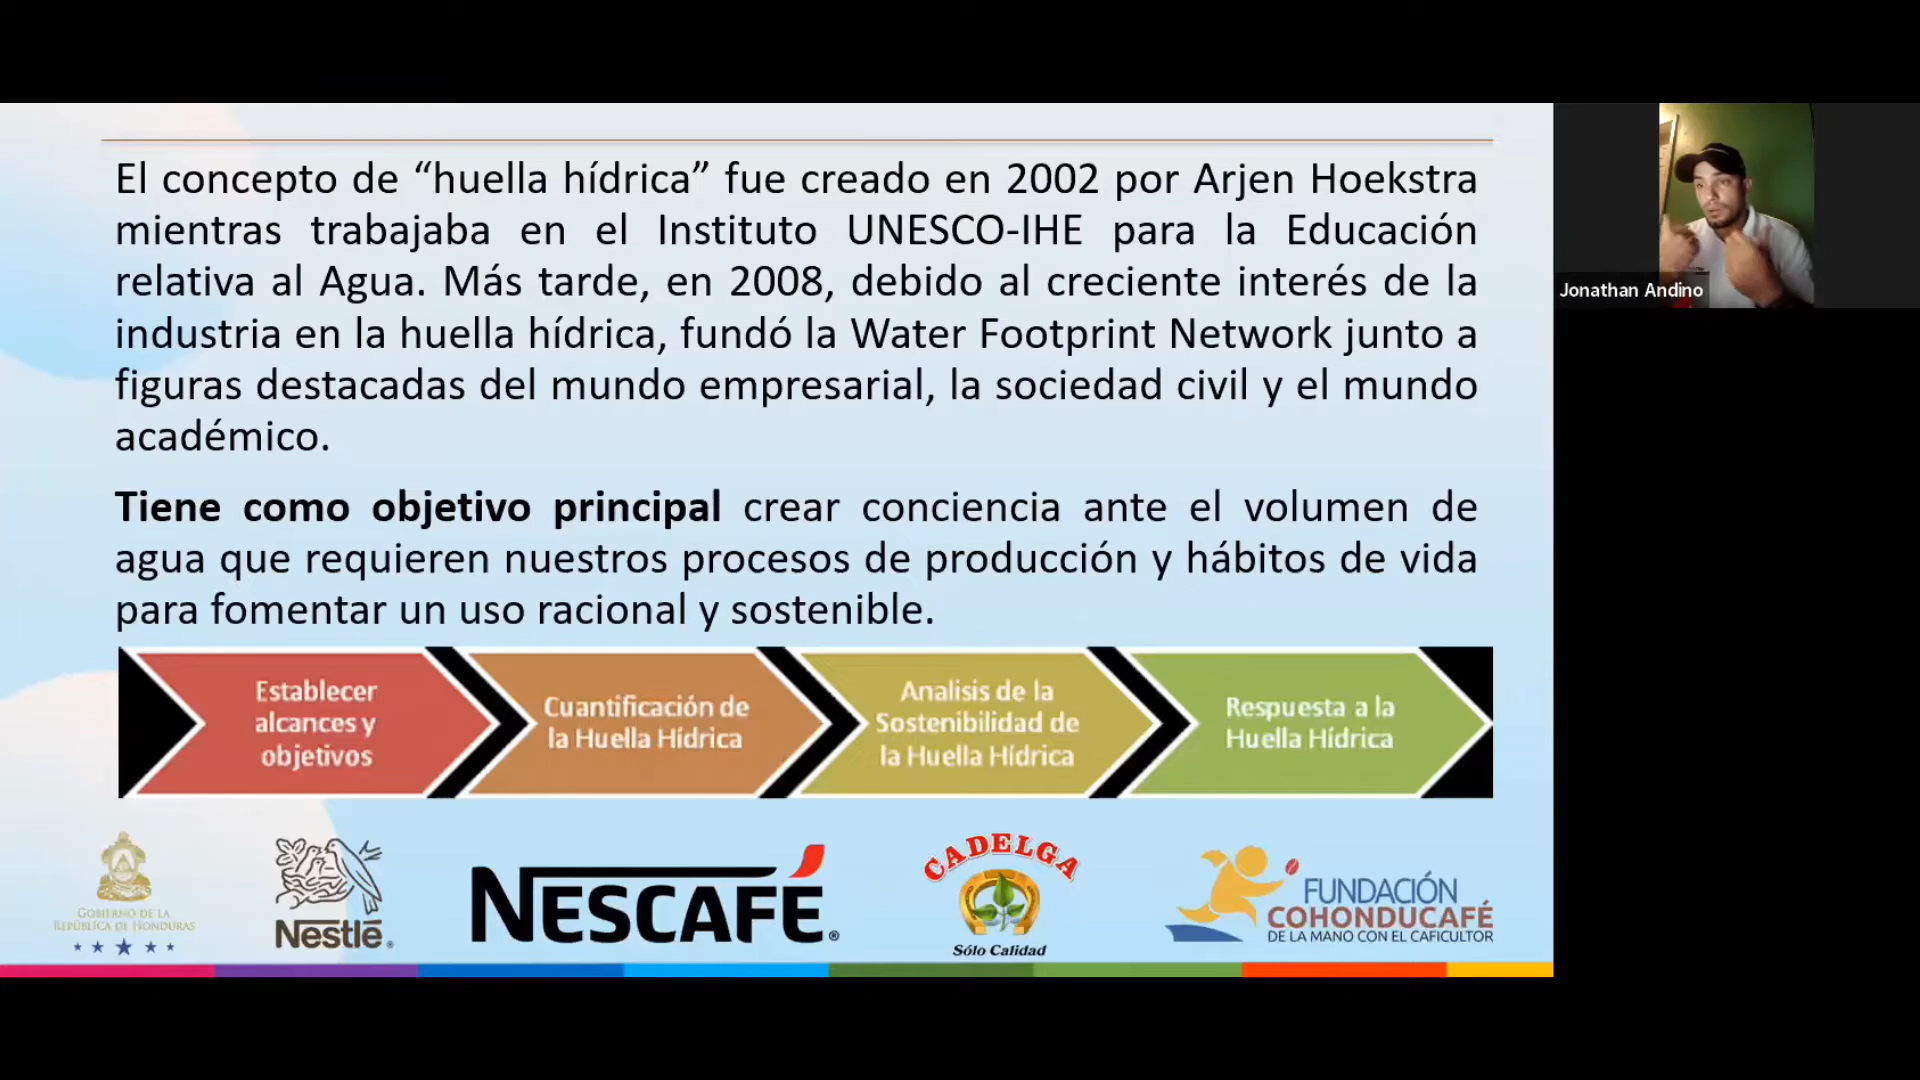 El concepto de “huella hídrica” fue creado en 2002 por Arjen Hoekstra
mientras trabajaba en el Instituto UNESCO-IHE para la Educación
relativa al Agua. Más tarde, en 2008, debido al creciente interés de la
industria en la huella hídrica, fundó la Water Footprint Network junto a
figuras destacadas del mundo empresarial, la sociedad civil y el mundo
académico.
Tiene como objetivo principal crear conciencia ante el volumen de
agua que requieren nuestros procesos de producción y hábitos de vida
para fomentar un uso racional y sostenible.
Establecer
alcances y
objetivos
Cuantificación de
la Huella Hídrica
Analisis de la
Sostenibilidad de
la Huella Hídrica
Respuesta a la
Huella Hídrica
GOBIERNO DE LA
REPÚBLICA DE HONDURAS
Nestlé®
NESCAFÉ®
CADELGA
Sólo Calidad
FUNDACIÓN
COHONDUCAFÉ
DE LA MANO CON EL CAFICULTOR
Jonathan Andino